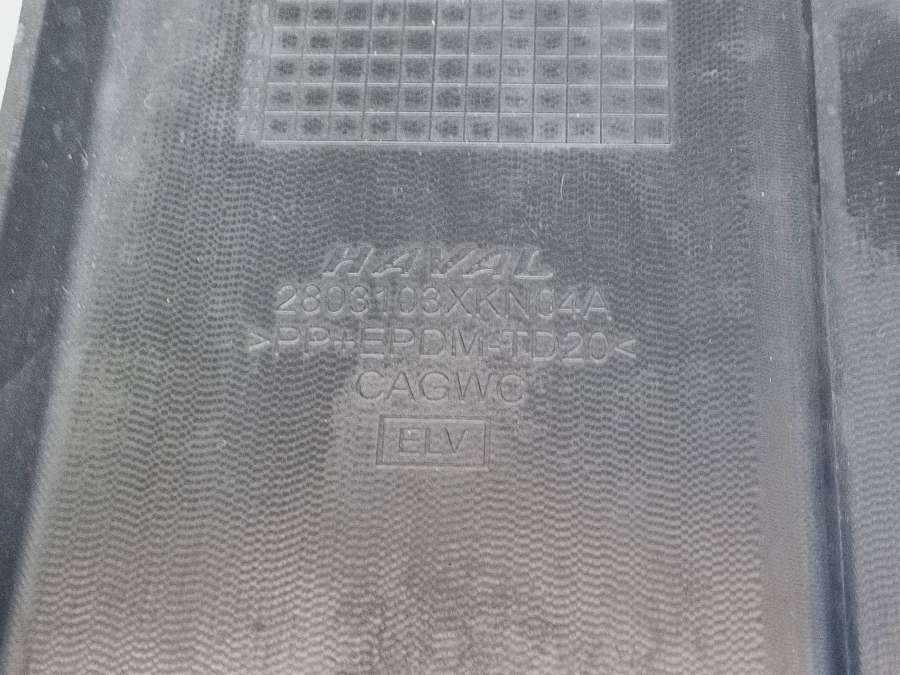 HAVAL
2803103XKN04A
>PP+EPDM-TD20<
CAGWC
ELV